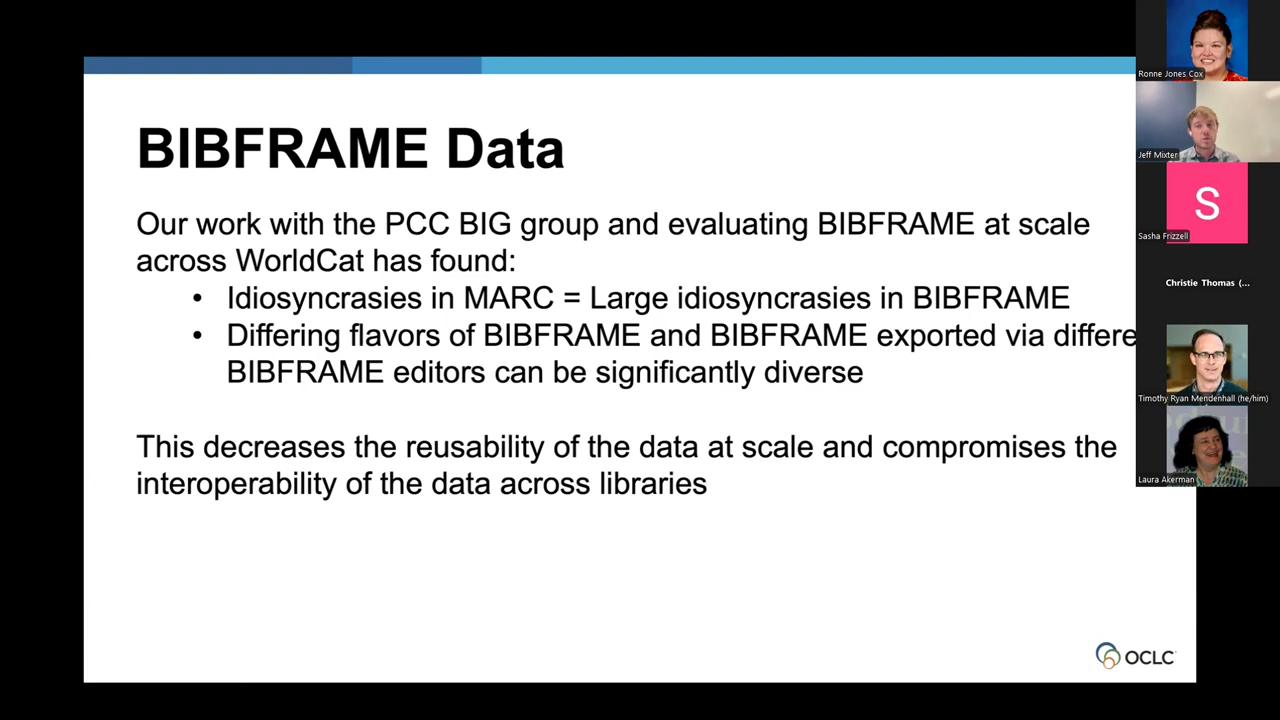 BIBFRAME Data
Our work with the PCC BIG group and evaluating BIBFRAME at scale
across WorldCat has found:
• Idiosyncrasies in MARC = Large idiosyncrasies in BIBFRAME
• Differing flavors of BIBFRAME and BIBFRAME exported via differe
BIBFRAME editors can be significantly diverse
This decreases the reusability of the data at scale and compromises the
interoperability of the data across libraries
OCLC
Ronne Jones Cox
Jeff Mixter
S
Sasha Frizzell
Christie Thomas (...
Timothy Ryan Mendenhall (he/him)
Laura Akerman